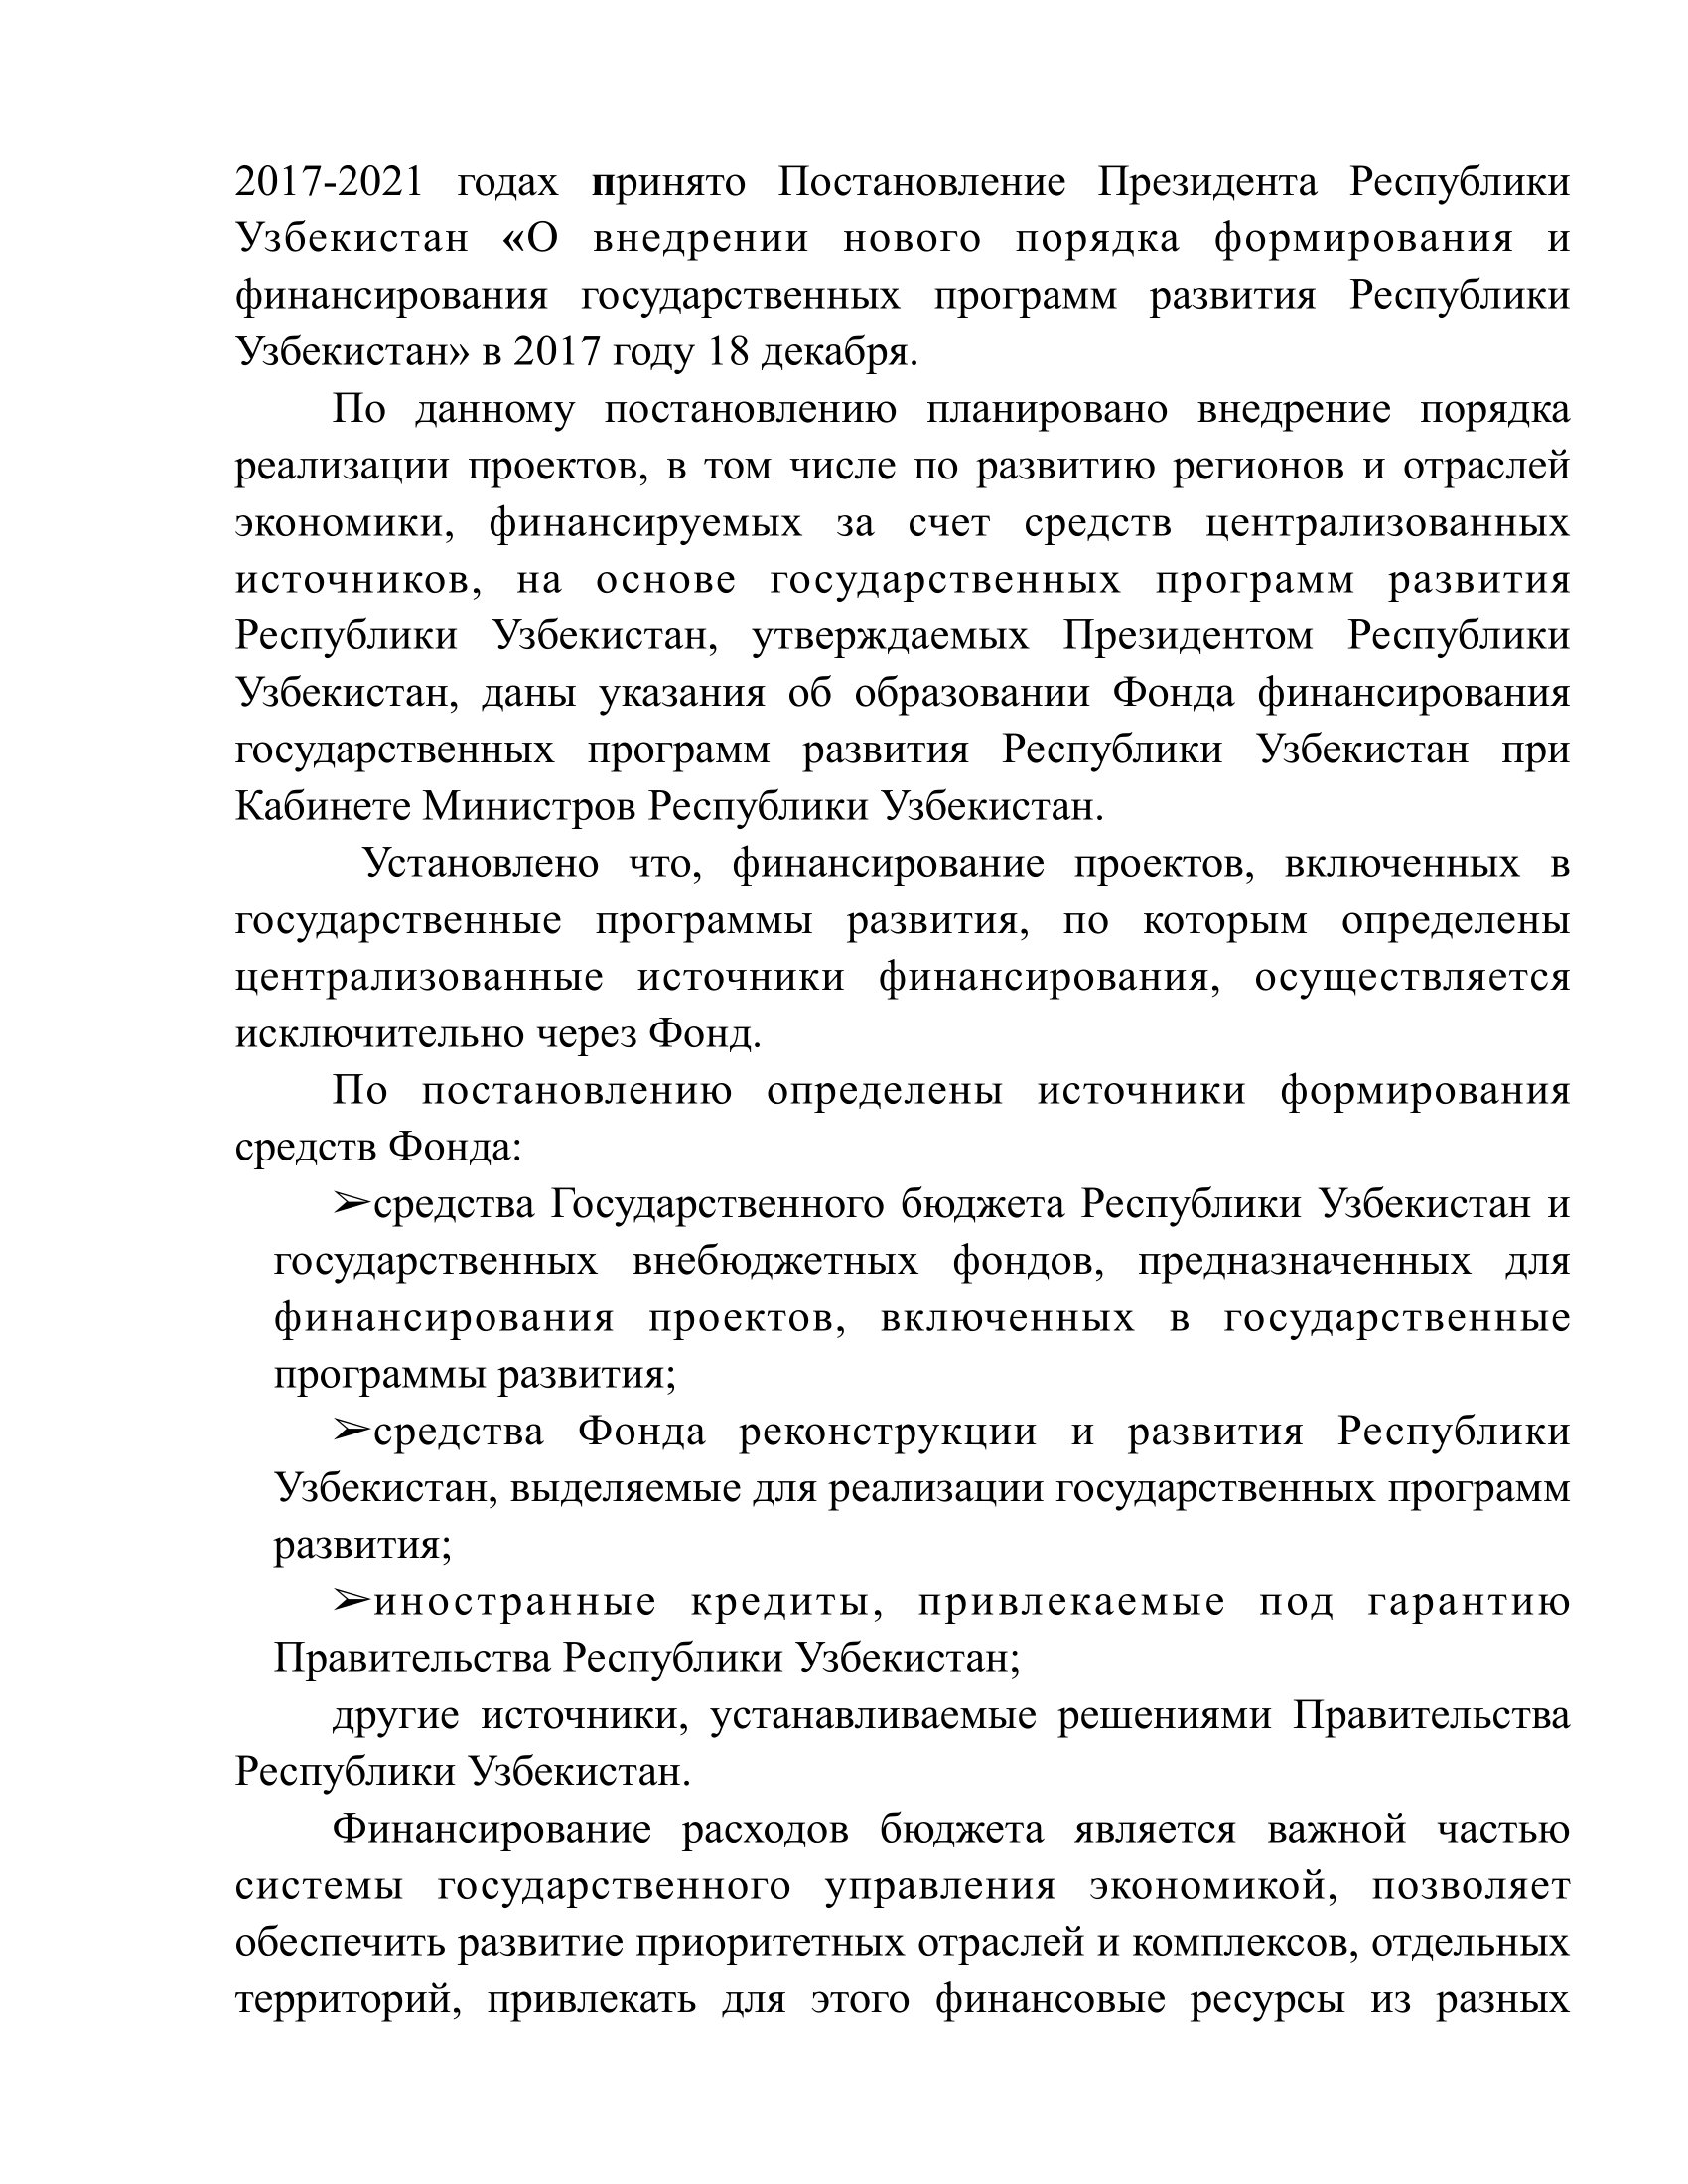 2017-2021 годах принято Постановление Президента Республики
Узбекистан «О внедрении нового порядка формирования и
финансирования государственных программ развития Республики
Узбекистан» в 2017 году 18 декабря.
По данному постановлению планировано внедрение порядка
реализации проектов, в том числе по развитию регионов и отраслей
экономики, финансируемых за счет средств централизованных
источников, на основе государственных программ развития
Республики Узбекистан, утверждаемых Президентом Республики
Узбекистан, даны указания об образовании Фонда финансирования
государственных программ развития Республики Узбекистан при
Кабинете Министров Республики Узбекистан.
Установлено что, финансирование проектов, включенных в
государственные программы развития, по которым определены
централизованные источники финансирования, осуществляется
исключительно через Фонд.
По постановлению определены источники формирования
средств Фонда:
➢средства Государственного бюджета Республики Узбекистан и
государственных внебюджетных фондов, предназначенных для
финансирования проектов, включенных в государственные
программы развития;
➢средства Фонда реконструкции и развития Республики
Узбекистан, выделяемые для реализации государственных программ
развития;
➢иностранные кредиты, привлекаемые под гарантию
Правительства Республики Узбекистан;
другие источники, устанавливаемые решениями Правительства
Республики Узбекистан.
Финансирование расходов бюджета является важной частью
системы государственного управления экономикой, позволяет
обеспечить развитие приоритетных отраслей и комплексов, отдельных
территорий, привлекать для этого финансовые ресурсы из разных